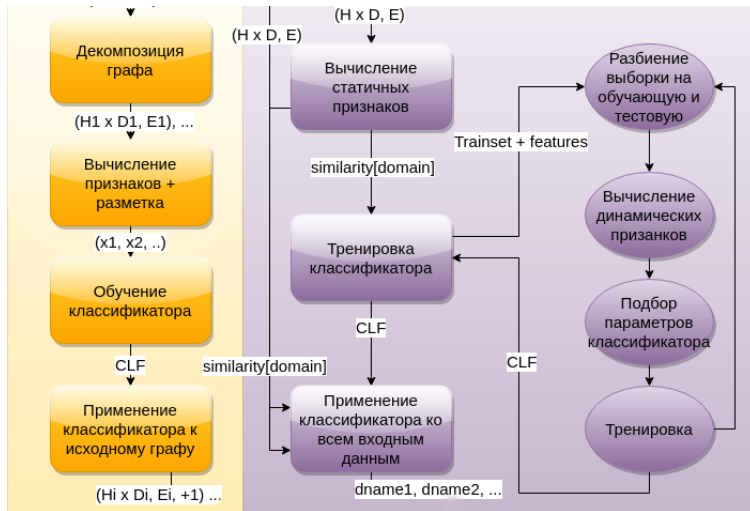 Декомпозиция
графа
(H1 x D1, E1), ...
Вычисление
признаков +
разметка
(x1, x2, ..)
Обучение
классификатора
CLF
Применение
классификатора к
исходному графу
(Hi x Di, Ei, +1) ...
(H x D, E)
(H x D, E)
Вычисление
статичных
признаков
similarity[domain]
Тренировка
классификатора
CLF
similarity[domain]
Применение
классификатора ко
всем входным
данным
dname1, dname2, ...
Trainset + features
CLF
Разбиение
выборки на
обучающую и
тестовую
Вычисление
динамических
призанков
Подбор
параметров
классификатора
Тренировка